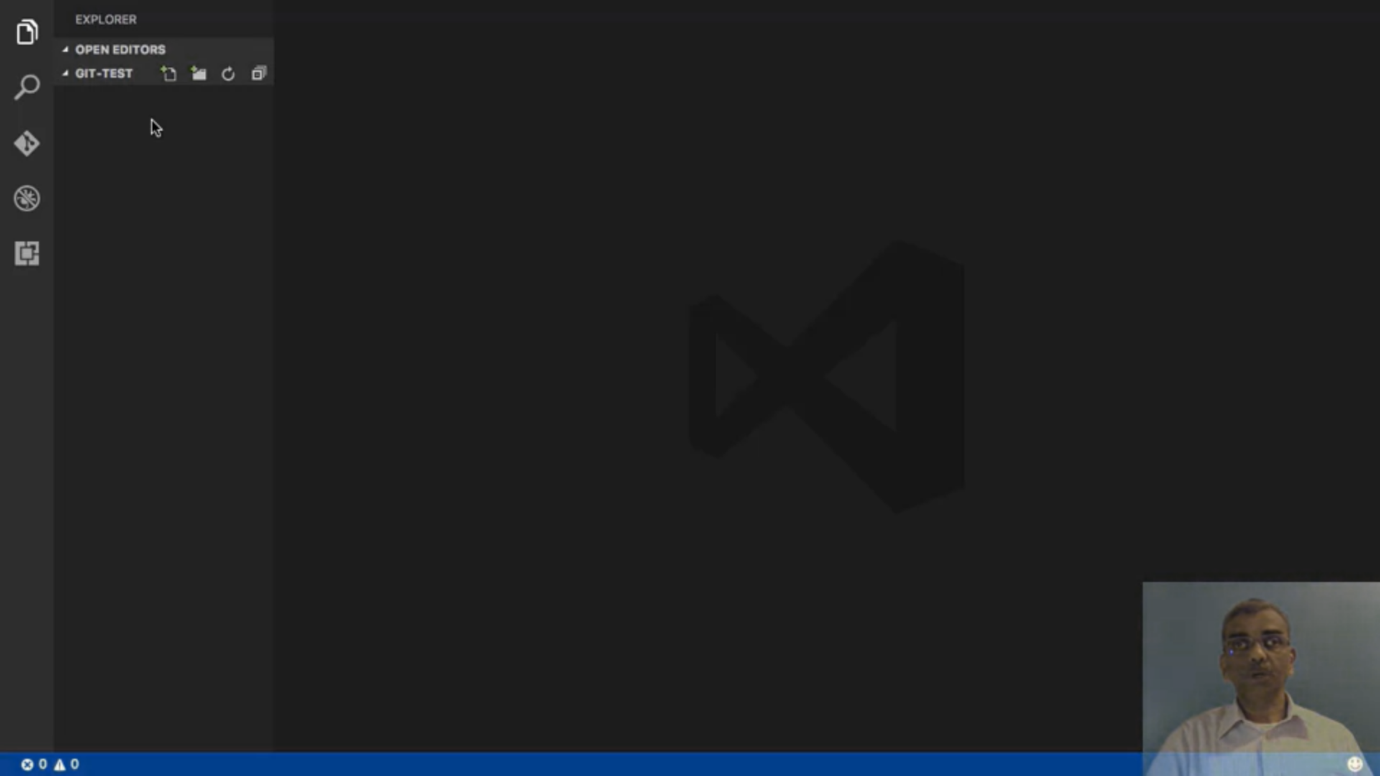 EXPLORER
OPEN EDITORS
GIT-TEST
0 0